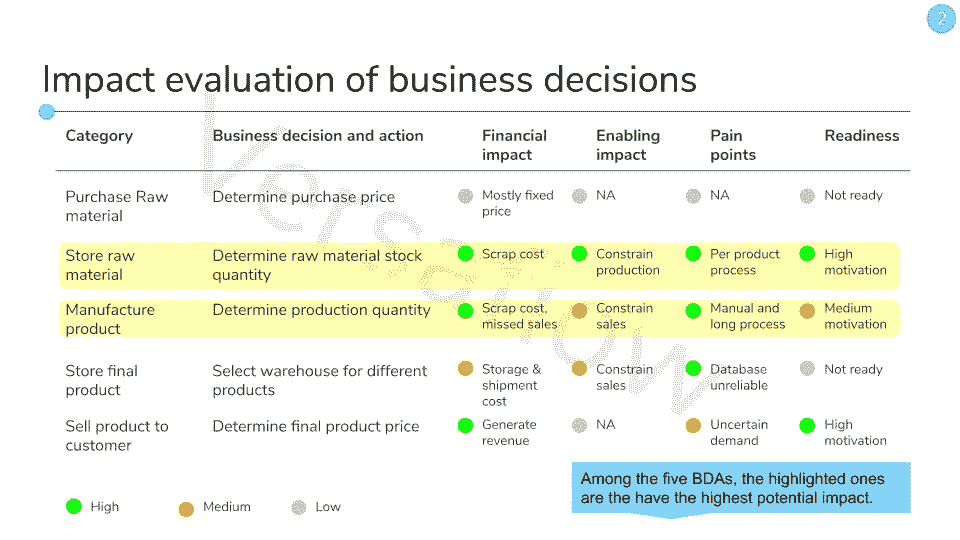 2
Impact evaluation of business decisions
Category Business decision and action Financial impact Enabling impact Pain points Readiness
Purchase Raw material Determine purchase price Mostly fixed price NA NA Not ready
Store raw material Determine raw material stock quantity Scrap cost Constrain production Per product process High motivation
Manufacture product Determine production quantity Scrap cost, missed sales Constrain sales Manual and long process Medium motivation
Store final product Select warehouse for different products Storage & shipment cost Constrain sales Database unreliable Not ready
Sell product to customer Determine final product price Generate revenue NA Uncertain demand High motivation
Among the five BDAs, the highlighted ones
are the have the highest potential impact.
High Medium Low